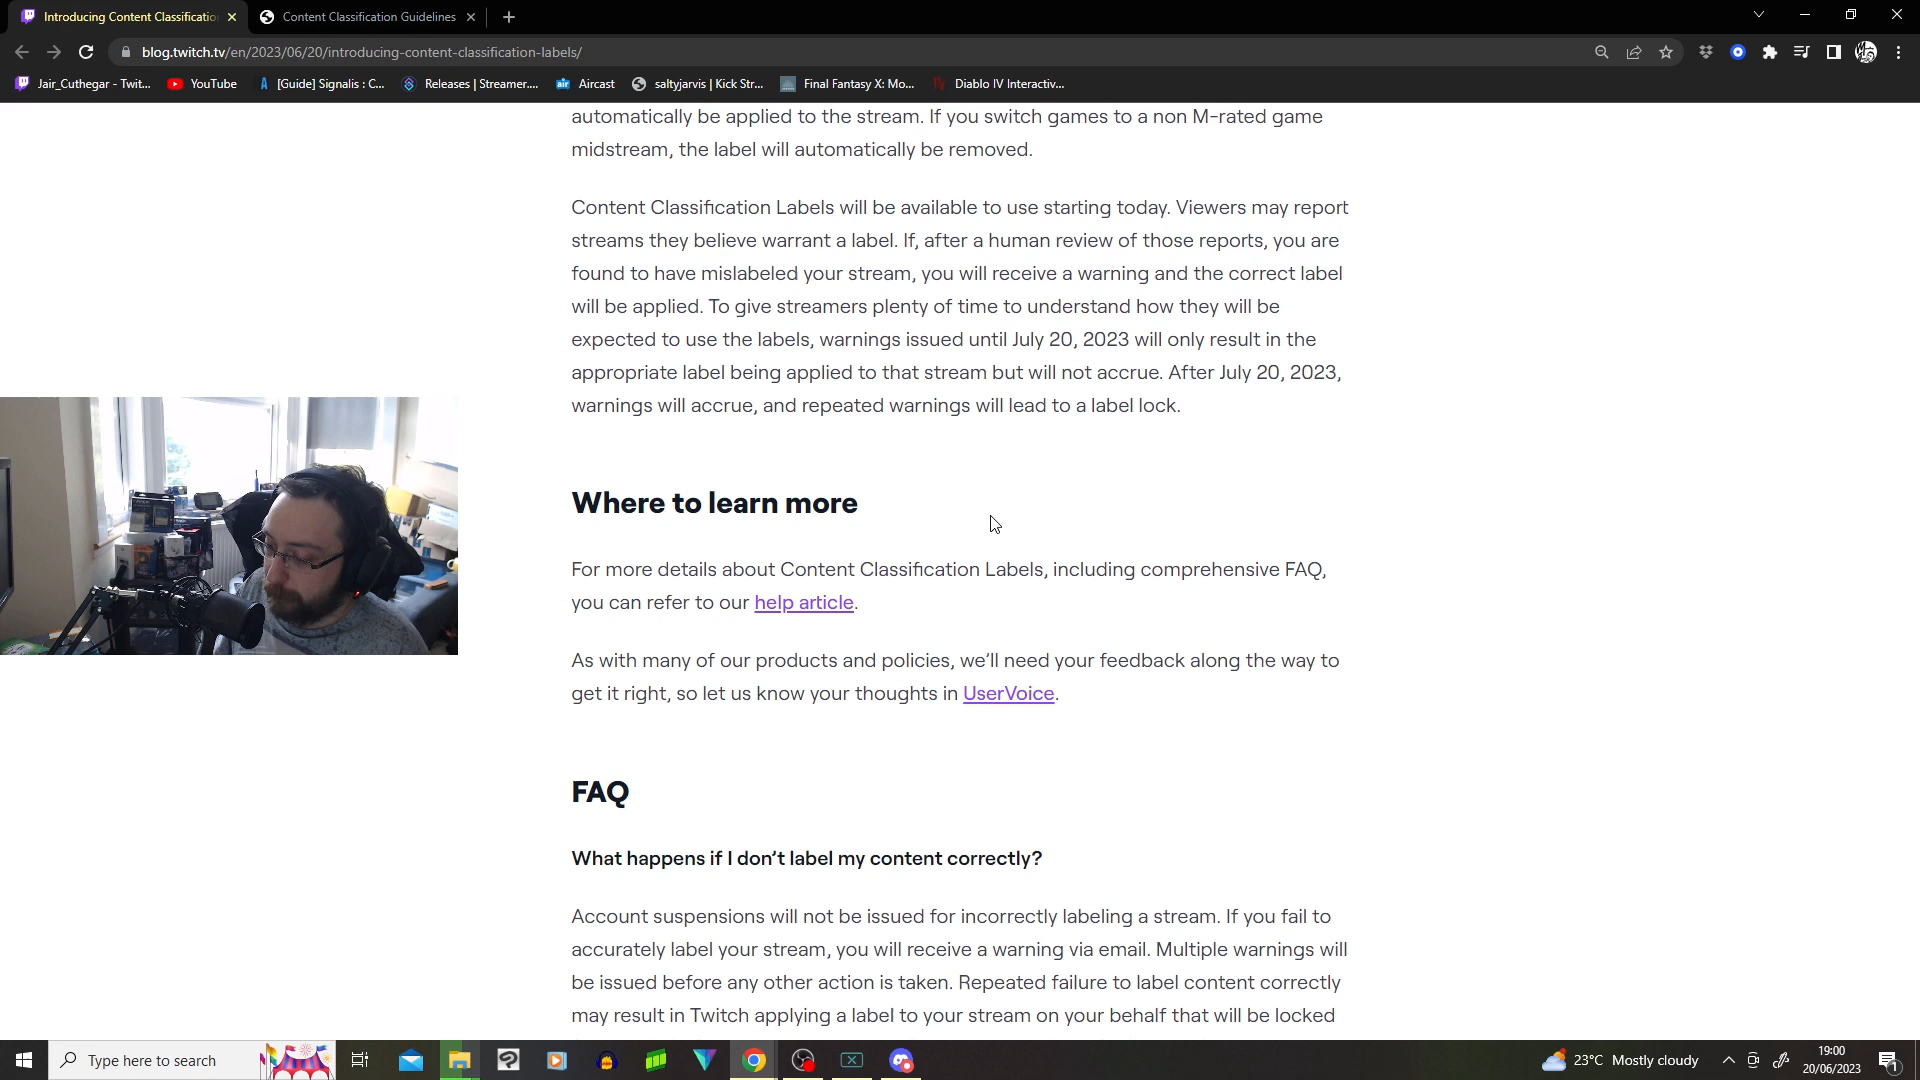 Introducing Content Classificatio
Content Classification Guidelines
blog.twitch.tv/en/2023/06/20/introducing-content-classification-labels/
Jair_Cuthegar - Twit...
YouTube
[Guide] Signalis : C...
Releases | Streamer....
Aircast
saltyjarvis | Kick Str...
Final Fantasy X: Mo...
Diablo IV Interactiv...
automatically be applied to the stream. If you switch games to a non M-rated game
midstream, the label will automatically be removed.
Content Classification Labels will be available to use starting today. Viewers may report
streams they believe warrant a label. If, after a human review of those reports, you are
found to have mislabeled your stream, you will receive a warning and the correct label
will be applied. To give streamers plenty of time to understand how they will be
expected to use the labels, warnings issued until July 20, 2023 will only result in the
appropriate label being applied to that stream but will not accrue. After July 20, 2023,
warnings will accrue, and repeated warnings will lead to a label lock.
Where to learn more
For more details about Content Classification Labels, including comprehensive FAQ,
you can refer to our help article.
As with many of our products and policies, we'll need your feedback along the way to
get it right, so let us know your thoughts in UserVoice.
FAQ
What happens if I don't label my content correctly?
Account suspensions will not be issued for incorrectly labeling a stream. If you fail to
accurately label your stream, you will receive a warning via email. Multiple warnings will
be issued before any other action is taken. Repeated failure to label content correctly
may result in Twitch applying a label to your stream on your behalf that will be locked
Type here to search
23°C Mostly cloudy
19:00
20/06/2023
1